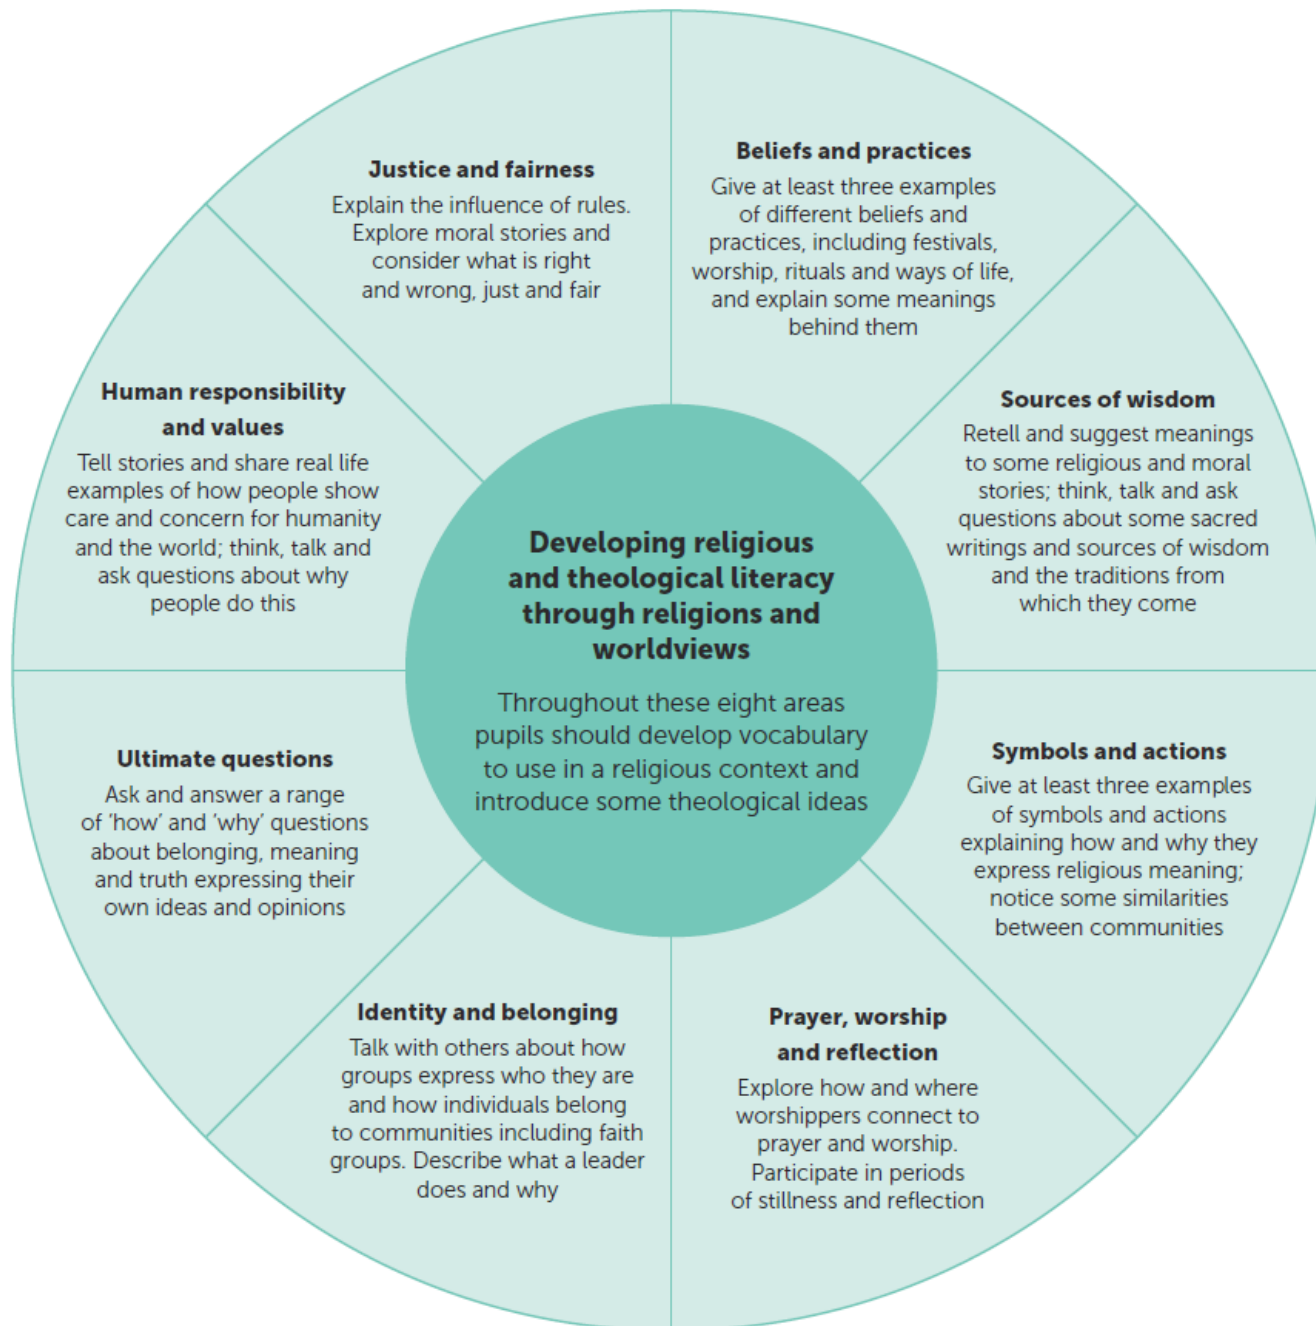 Justice and fairness
Explain the influence of rules.
Explore moral stories and
consider what is right
and wrong, just and fair
Beliefs and practices
Give at least three examples
of different beliefs and
practices, including festivals,
worship, rituals and ways of life,
and explain some meanings
behind them
Human responsibility
and values
Tell stories and share real life
examples of how people show
care and concern for humanity
and the world; think, talk and
ask questions about why
people do this
Sources of wisdom
Retell and suggest meanings
to some religious and moral
stories; think, talk and ask
questions about some sacred
writings and sources of wisdom
and the traditions from
which they come
Developing religious
and theological literacy
through religions and
worldviews
Throughout these eight areas
pupils should develop vocabulary
to use in a religious context and
introduce some theological ideas
Ultimate questions
Ask and answer a range
of ‘how’ and ‘why’ questions
about belonging, meaning
and truth expressing their
own ideas and opinions
Symbols and actions
Give at least three examples
of symbols and actions
explaining how and why they
express religious meaning;
notice some similarities
between communities
Identity and belonging
Talk with others about how
groups express who they are
and how individuals belong
to communities including faith
groups. Describe what a leader
does and why
Prayer, worship
and reflection
Explore how and where
worshippers connect to
prayer and worship.
Participate in periods
of stillness and reflection